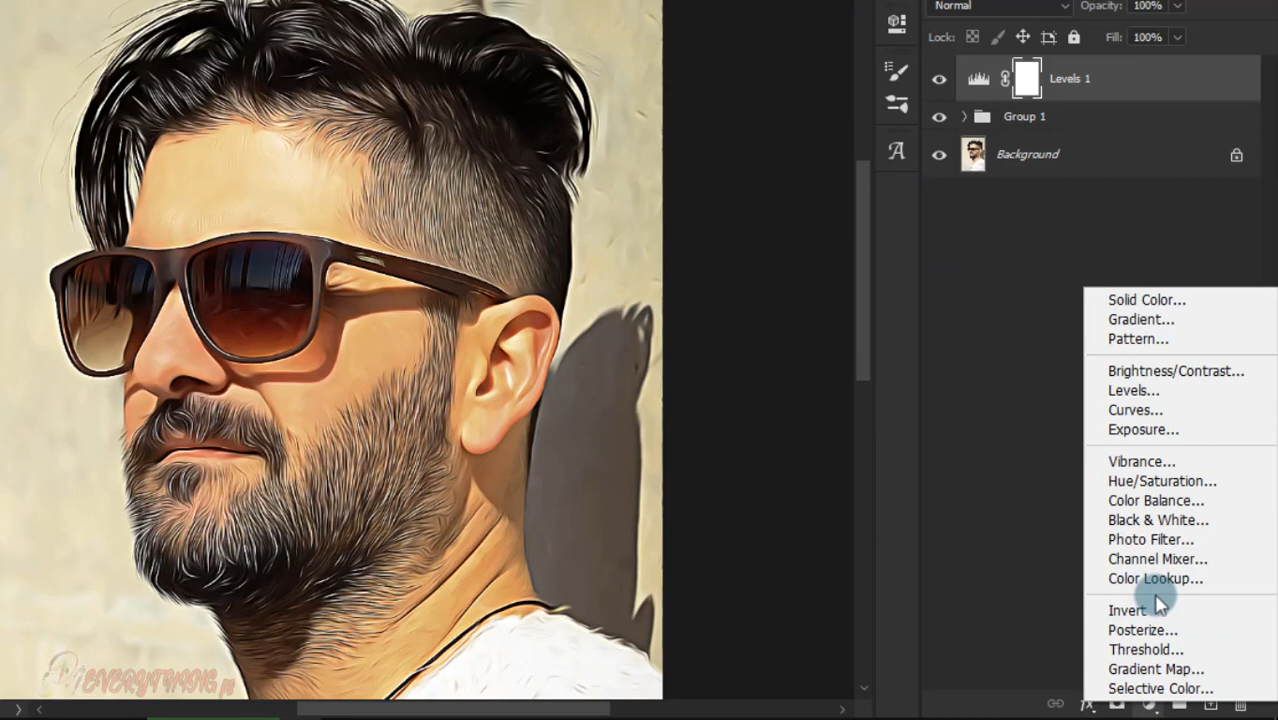 Normal
Opacity: 100%
Lock:
Fill: 100%
Levels 1
Group 1
Background
Solid Color...
Gradient...
Pattern...
Brightness/Contrast...
Levels...
Curves...
Exposure...
Vibrance...
Hue/Saturation...
Color Balance...
Black & White...
Photo Filter...
Channel Mixer...
Color Lookup...
Invert
Posterize...
Threshold...
Gradient Map...
Selective Color...
EVERYTHING